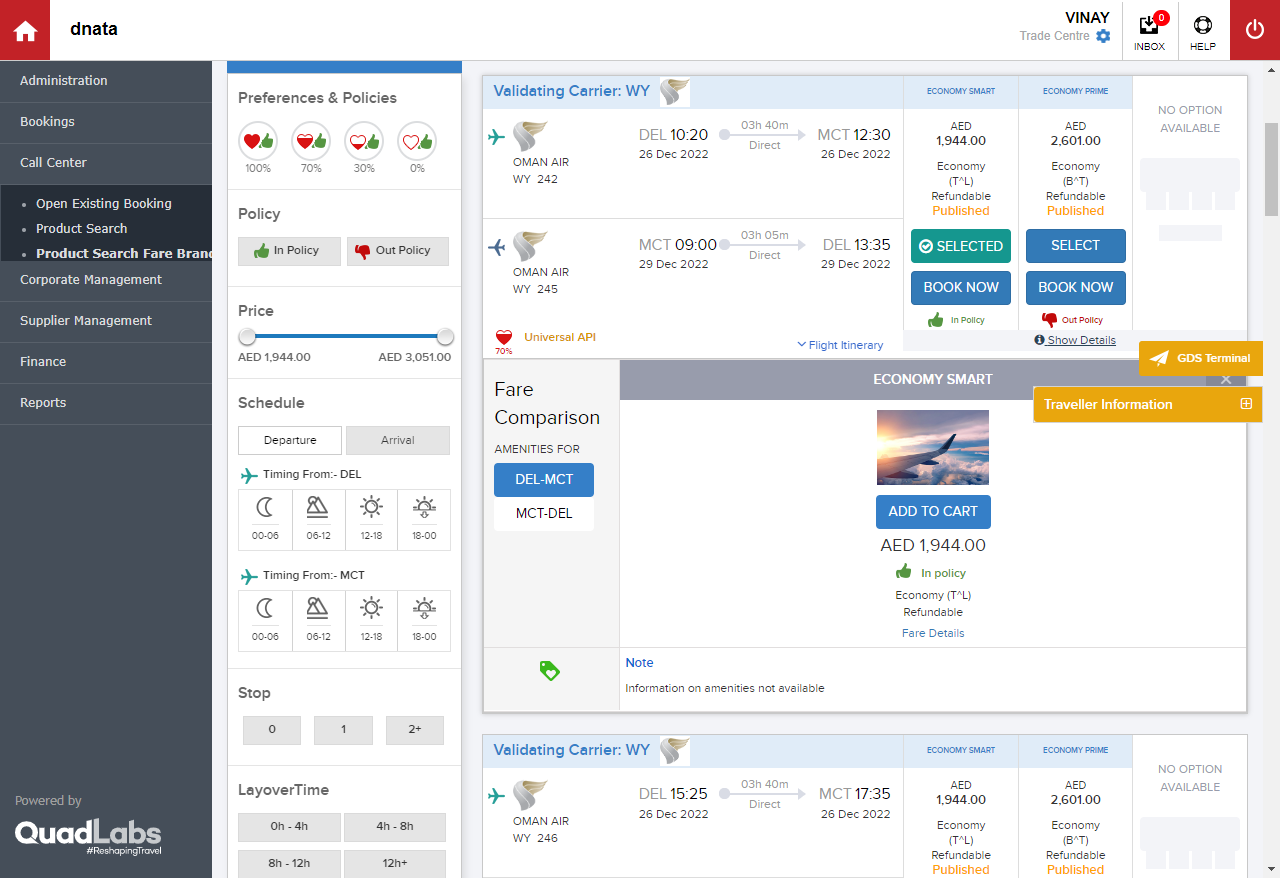 dnata
VINAY
Trade Centre
0
INBOX
HELP
Administration
Bookings
Call Center
Open Existing Booking
Product Search
Product Search Fare Bran
Corporate Management
Supplier Management
Finance
Reports
Powered by
QuadLabs
#ReshapingTravel
Preferences & Policies
100% 70% 30% 0%
Policy
In Policy Out Policy
Price
AED 1,944.00 AED 3,051.00
Schedule
Departure Arrival
Timing From:- DEL
00-06 06-12 12-18 18-00
Timing From:- MCT
00-06 06-12 12-18 18-00
Stop
0 1 2+
LayoverTime
0h - 4h 4h - 8h
8h - 12h 12h+
Validating Carrier: WY
ECONOMY SMART ECONOMY PRIME
OMAN AIR
WY 242
DEL 10:20
26 Dec 2022
03h 40m
Direct
MCT 12:30
26 Dec 2022
OMAN AIR
WY 245
MCT 09:00
29 Dec 2022
03h 05m
Direct
DEL 13:35
29 Dec 2022
AED
1,944.00
Economy
(T^L)
Refundable
Published
SELECTED
BOOK NOW
In Policy
AED
2,601.00
Economy
(B^T)
Refundable
Published
SELECT
BOOK NOW
Out Policy
NO OPTION
AVAILABLE
70%
Universal API
Flight Itinerary
Show Details
GDS Terminal
Traveller Information
Fare
Comparison
AMENITIES FOR
DEL-MCT
MCT-DEL
ECONOMY SMART
ADD TO CART
AED 1,944.00
In policy
Economy (T^L)
Refundable
Fare Details
Note
Information on amenities not available
Validating Carrier: WY
ECONOMY SMART ECONOMY PRIME
OMAN AIR
WY 246
DEL 15:25
26 Dec 2022
03h 40m
Direct
MCT 17:35
26 Dec 2022
AED
1,944.00
Economy
(T^L)
Refundable
Published
AED
2,601.00
Economy
(B^T)
Refundable
Published
NO OPTION
AVAILABLE